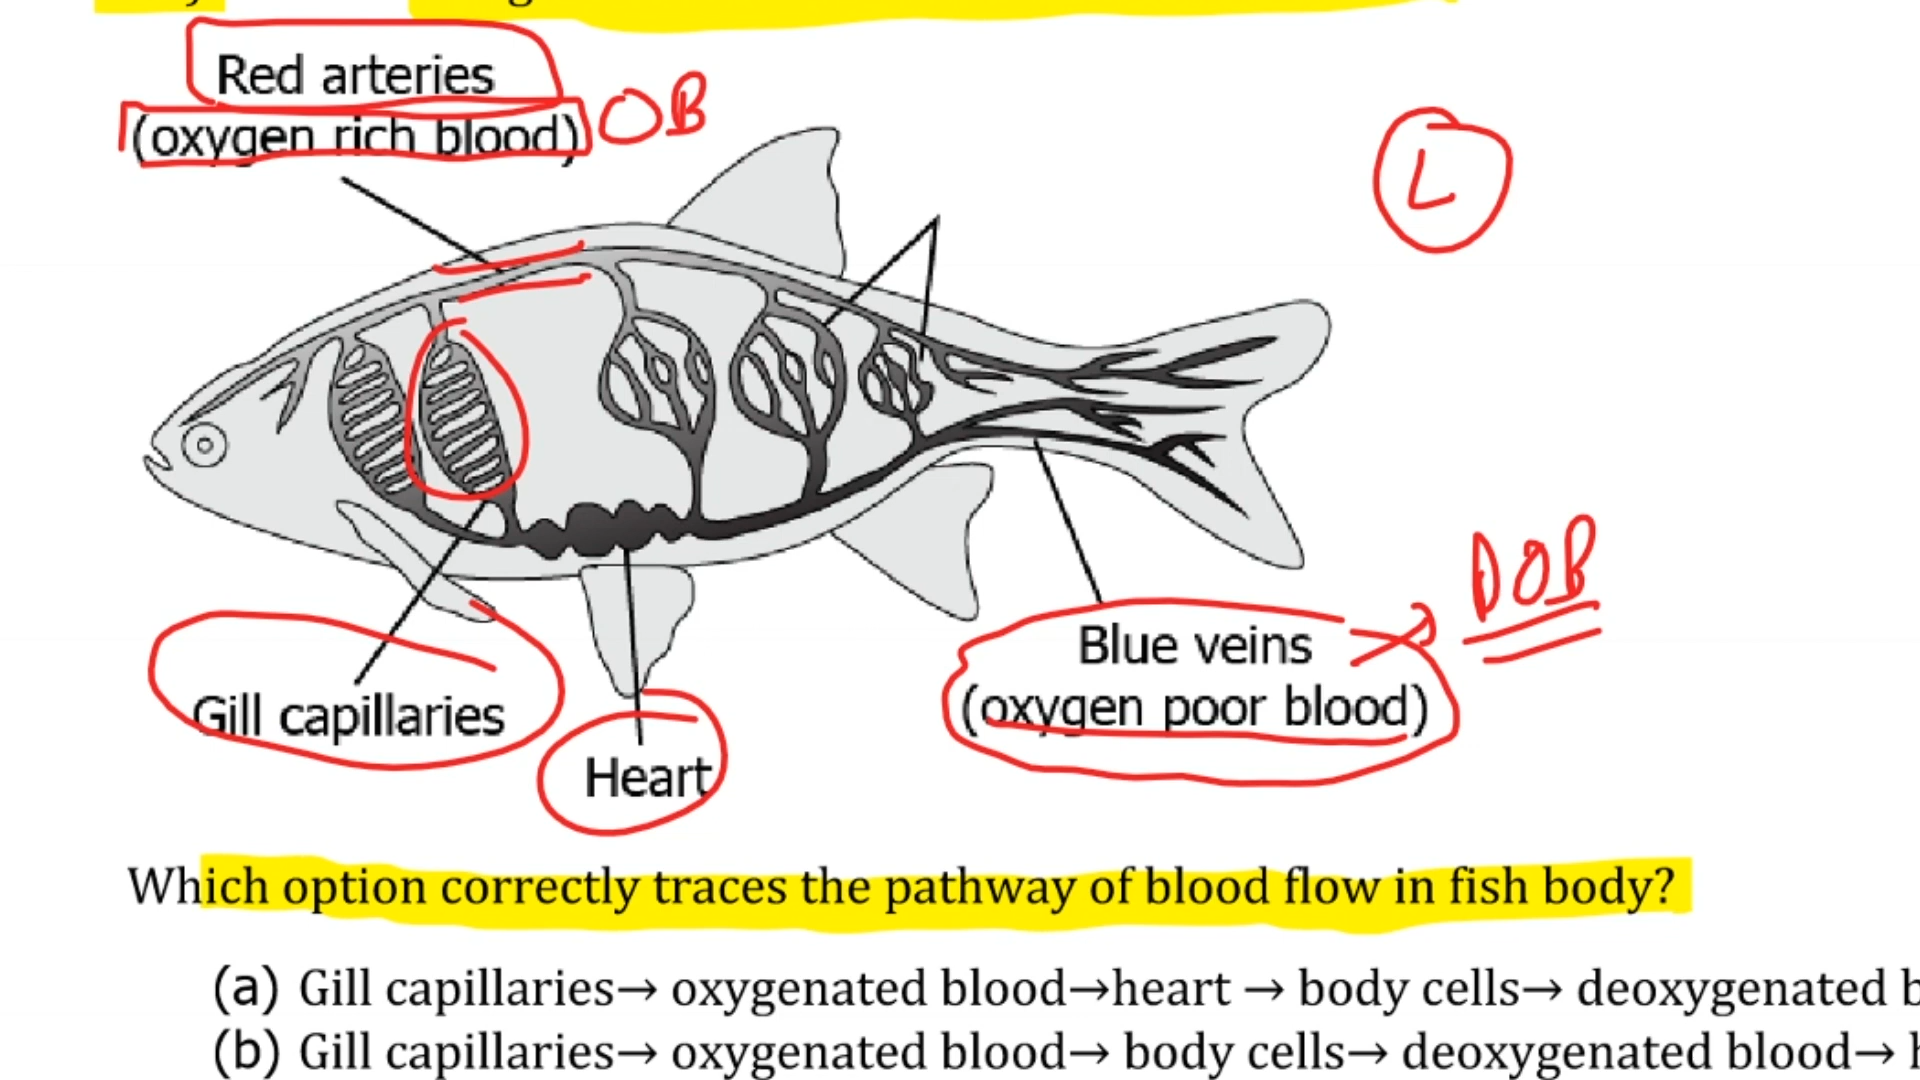 Red arteries
(oxygen rich blood) OB
L
DOB
Blue veins
(oxygen poor blood)
Gill capillaries
Heart
Which option correctly traces the pathway of blood flow in fish body?
(a) Gill capillaries→ oxygenated blood→heart → body cells→ deoxygenated
(b) Gill capillaries→ oxygenated blood→ body cells→ deoxygenated blood→